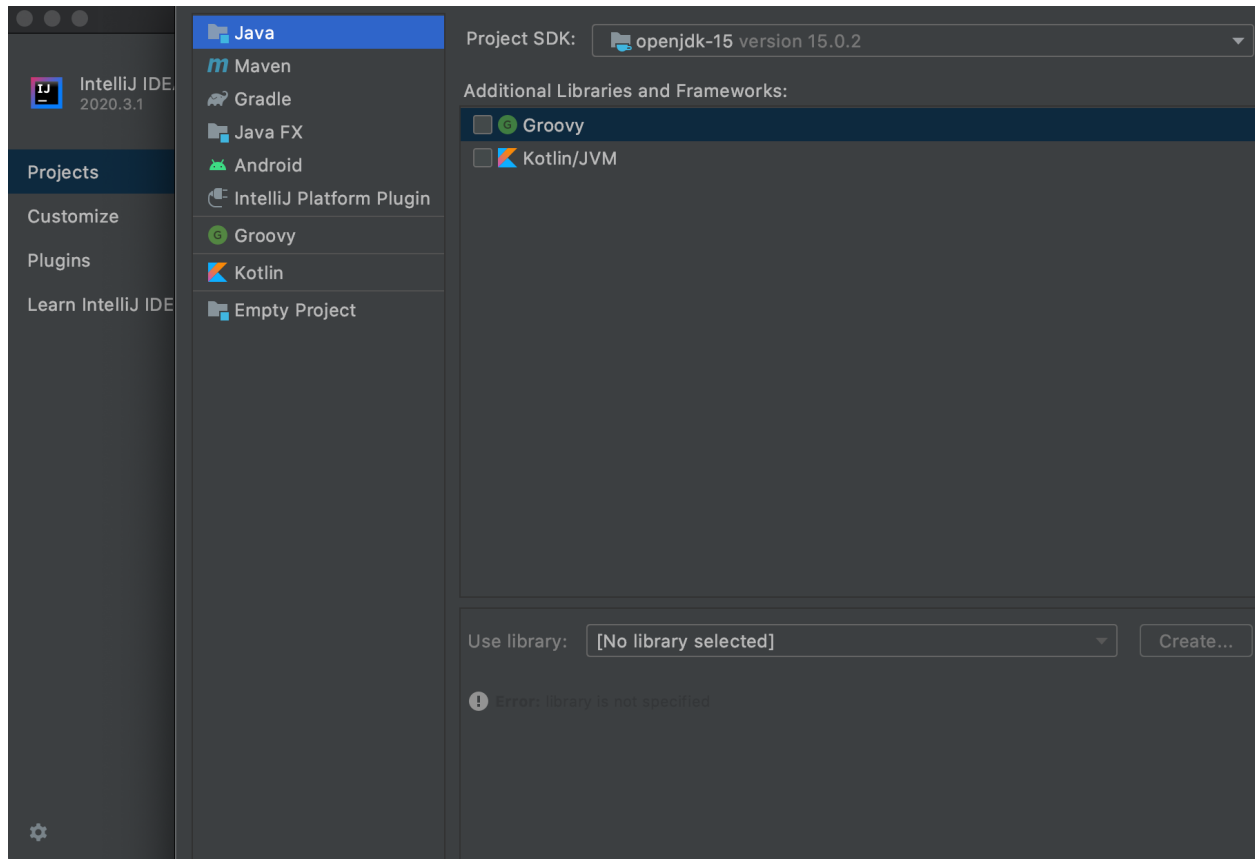 IntelliJ IDE
2020.3.1
Projects
Customize
Plugins
Learn IntelliJ IDE
Java
Maven
Gradle
Java FX
Android
IntelliJ Platform Plugin
Groovy
Kotlin
Empty Project
Project SDK: openjdk-15 version 15.0.2
Additional Libraries and Frameworks:
Groovy
Kotlin/JVM
Use library: [No library selected] Create...
Error: library is not specified